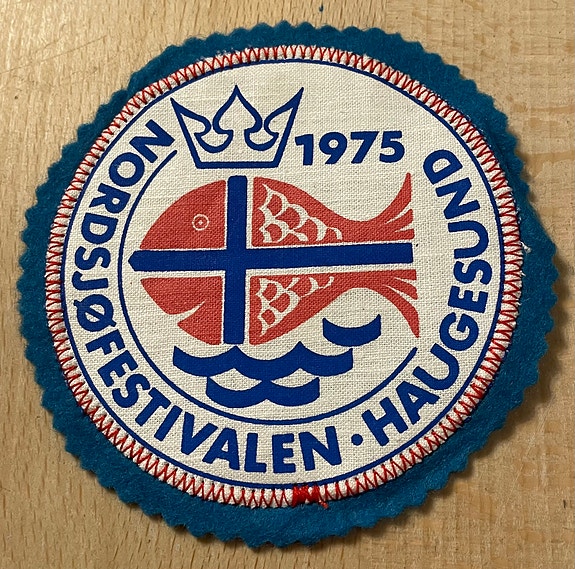 1975
NORDSJØFESTIVALEN · HAUGESUND